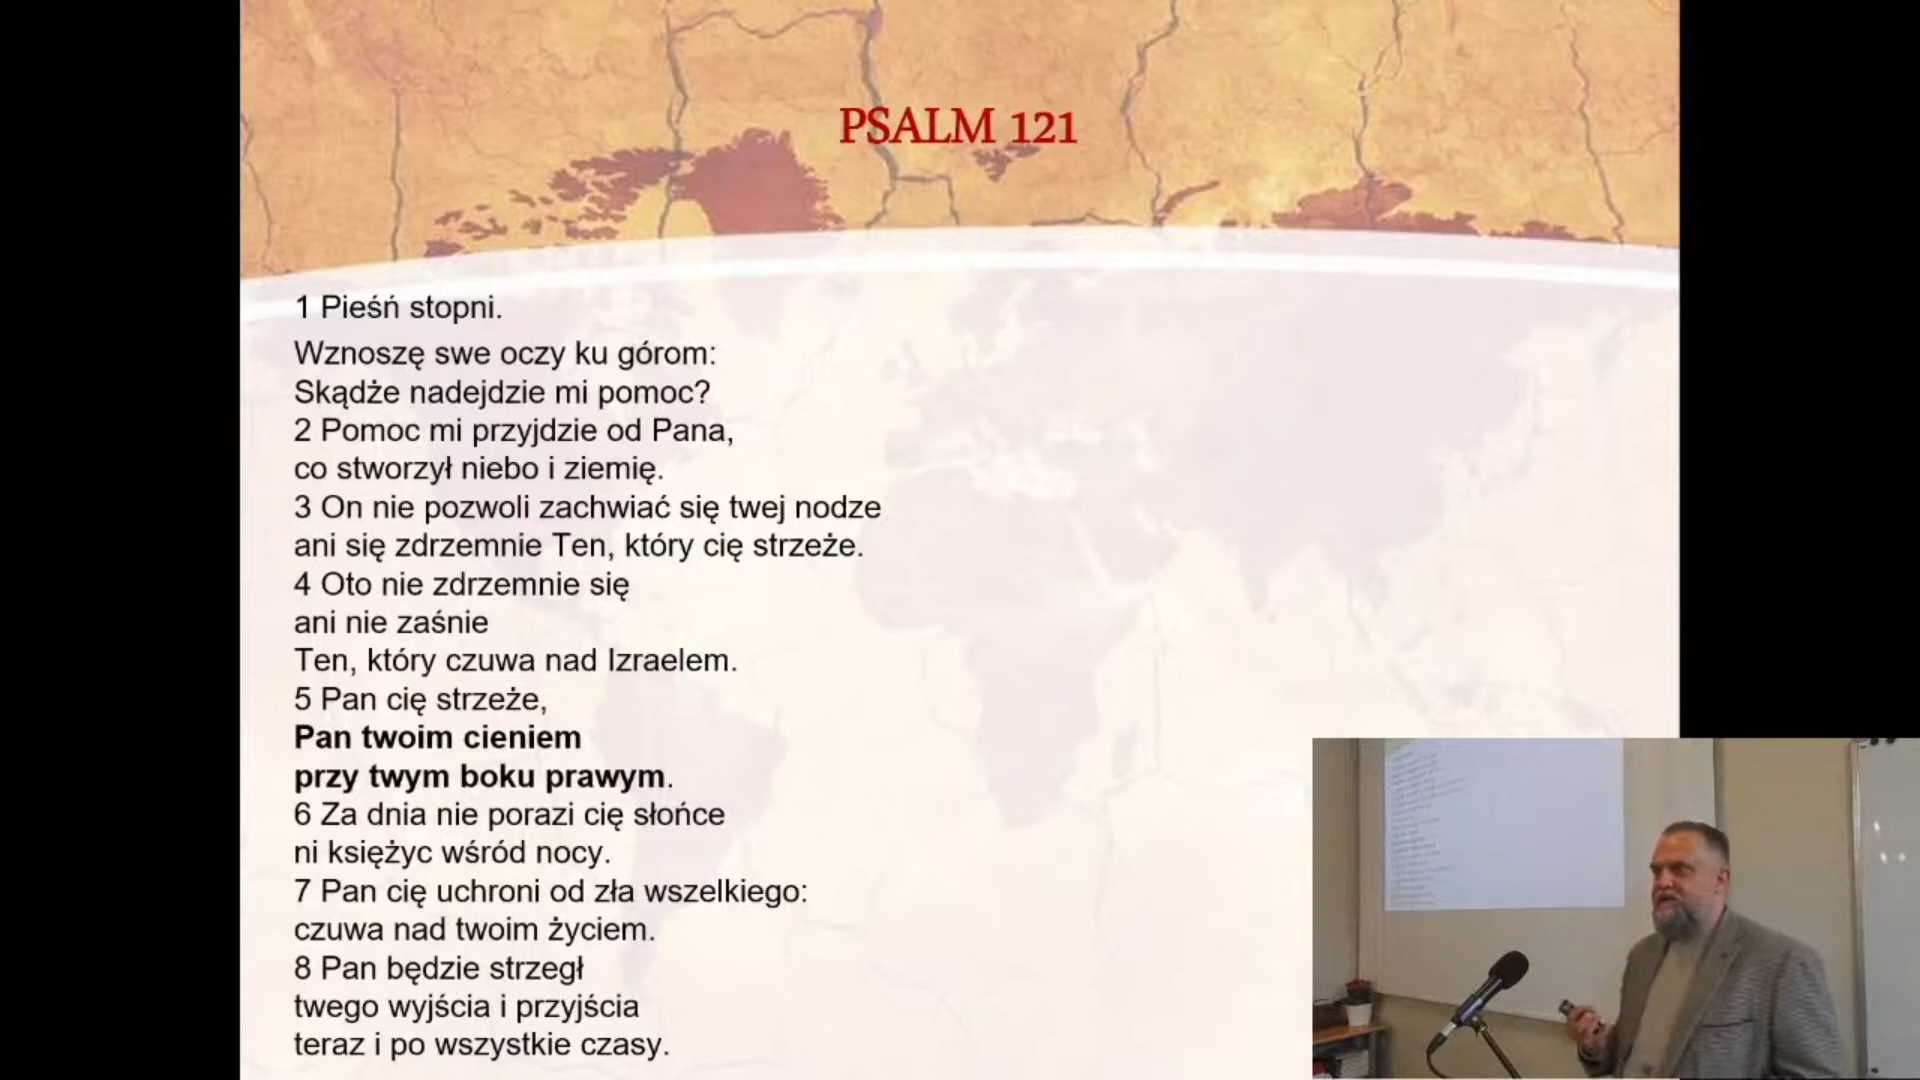 PSALM 121
1 Pieśń stopni.
Wznoszę swe oczy ku górom:
Skądże nadejdzie mi pomoc?
2 Pomoc mi przyjdzie od Pana,
co stworzył niebo i ziemię.
3 On nie pozwoli zachwiać się twej nodze
ani się zdrzemnie Ten, który cię strzeże.
4 Oto nie zdrzemnie się
ani nie zaśnie
Ten, który czuwa nad Izraelem.
5 Pan cię strzeże,
Pan twoim cieniem
przy twym boku prawym.
6 Za dnia nie porazi cię słońce
ni księżyc wśród nocy.
7 Pan cię uchroni od zła wszelkiego:
czuwa nad twoim życiem.
8 Pan będzie strzegł
twego wyjścia i przyjścia
teraz i po wszystkie czasy.